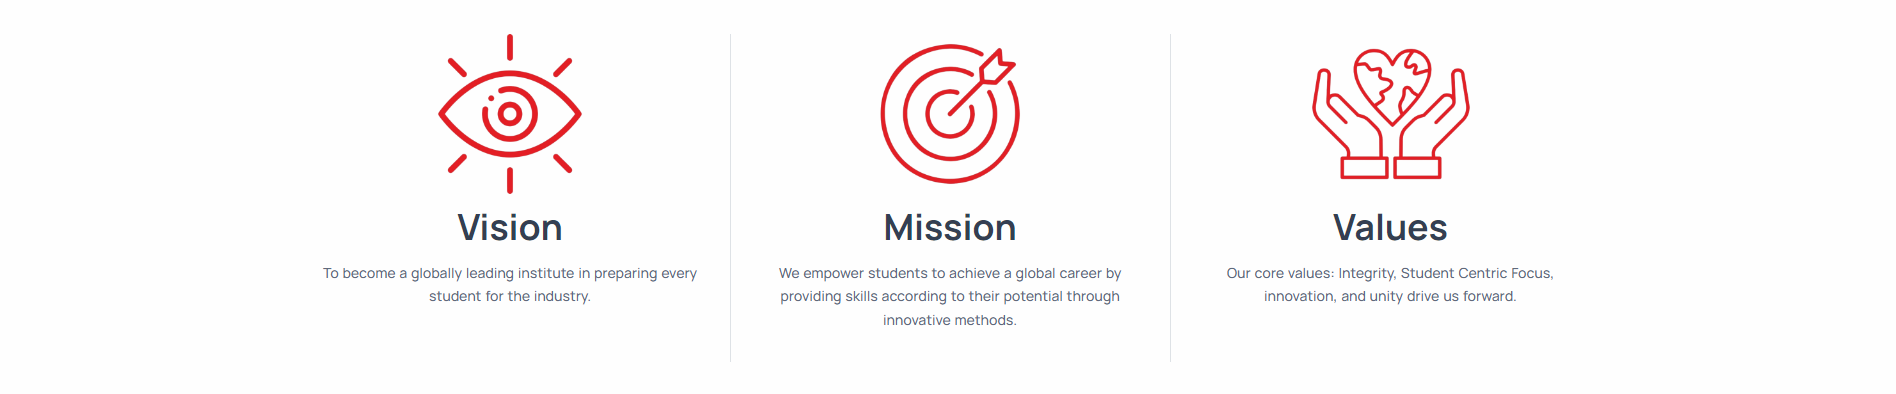 Vision
To become a globally leading institute in preparing every
student for the industry.
Mission
We empower students to achieve a global career by
providing skills according to their potential through
innovative methods.
Values
Our core values: Integrity, Student Centric Focus,
innovation, and unity drive us forward.